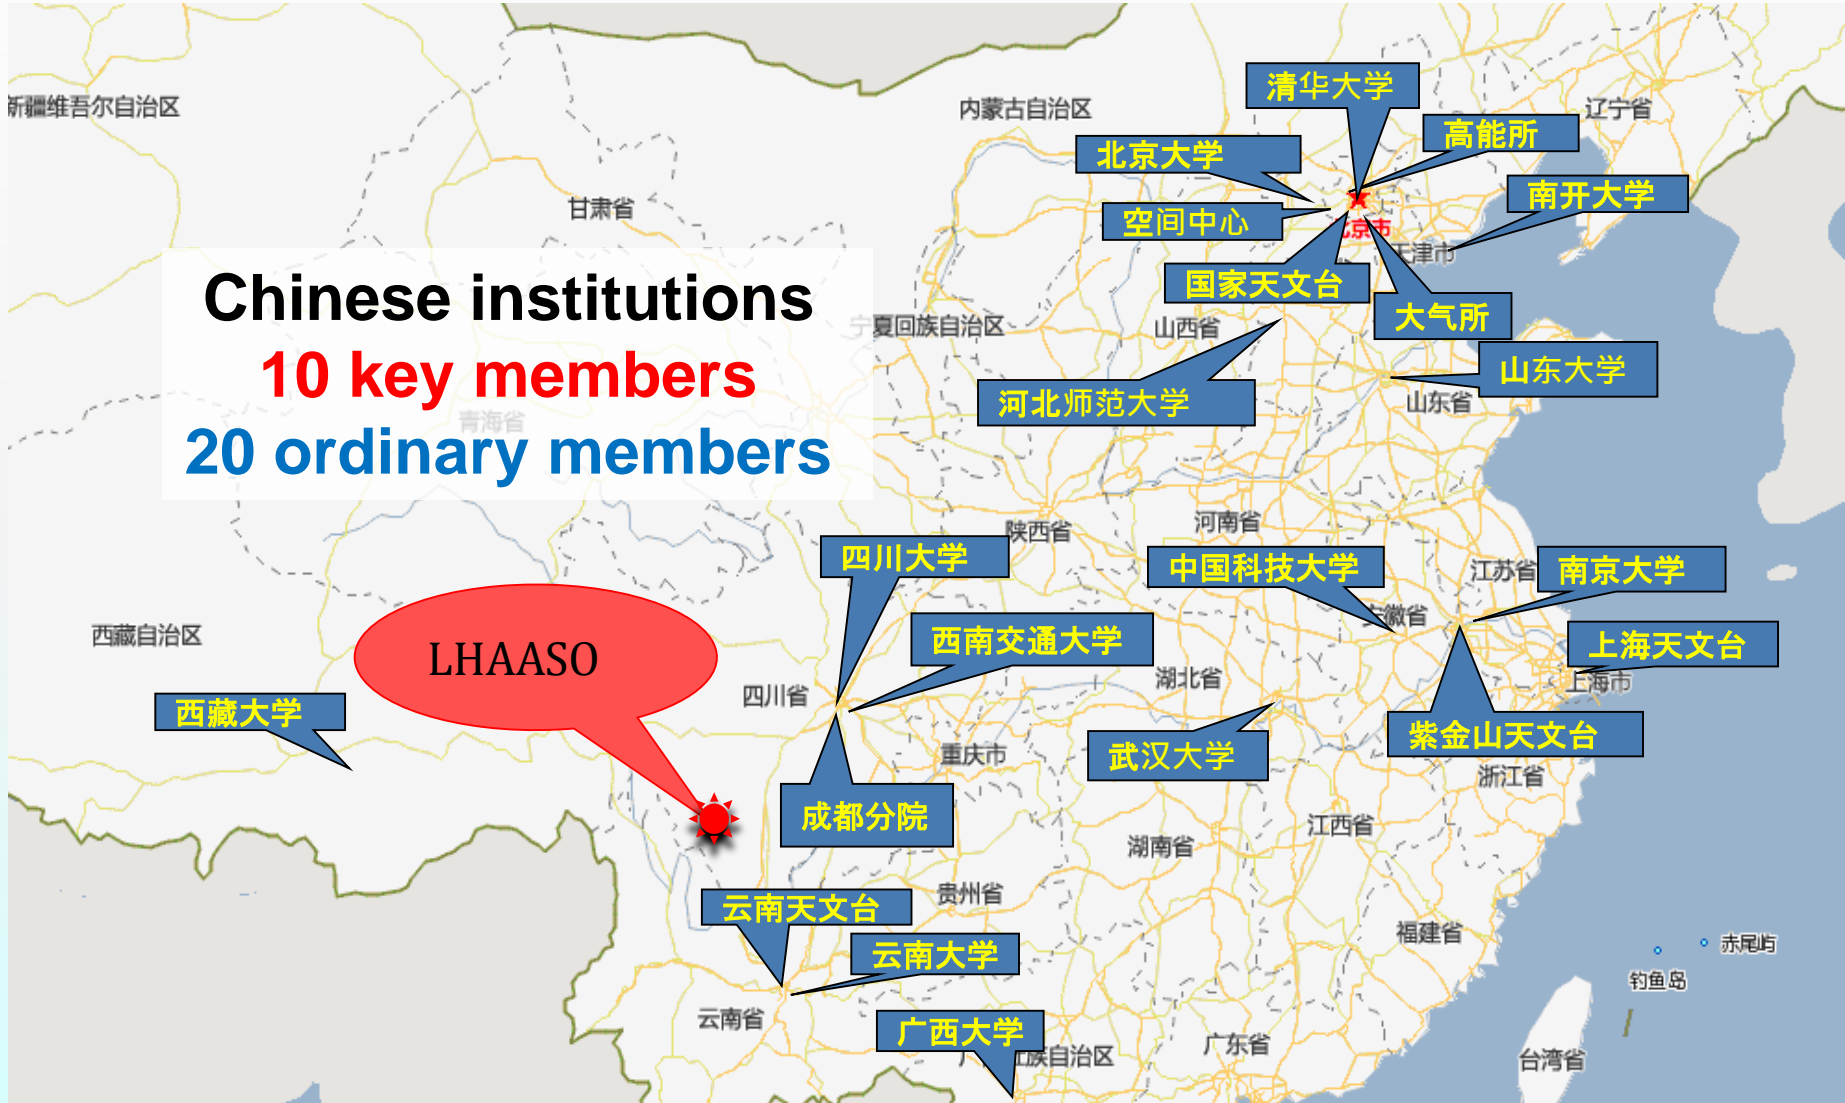 清华大学
新疆维吾尔自治区
内蒙古自治区
辽宁省
高能所
北京大学
甘肃省
南开大学
空间中心
北京市
天津市
国家天文台
Chinese institutions
大气所
宁夏回族自治区
山西省
10 key members
山东大学
河北师范大学
山东省
青海省
20 ordinary members
陕西省
河南省
四川大学
中国科技大学
江苏省
南京大学
安徽省
西藏自治区
LHAASO
西南交通大学
上海天文台
湖北省
上海市
四川省
西藏大学
紫金山天文台
重庆市
武汉大学
浙江省
成都分院
江西省
湖南省
贵州省
云南天文台
福建省
赤尾屿
云南大学
钓鱼岛
云南省
广西大学
广东省
族自治区
台湾省